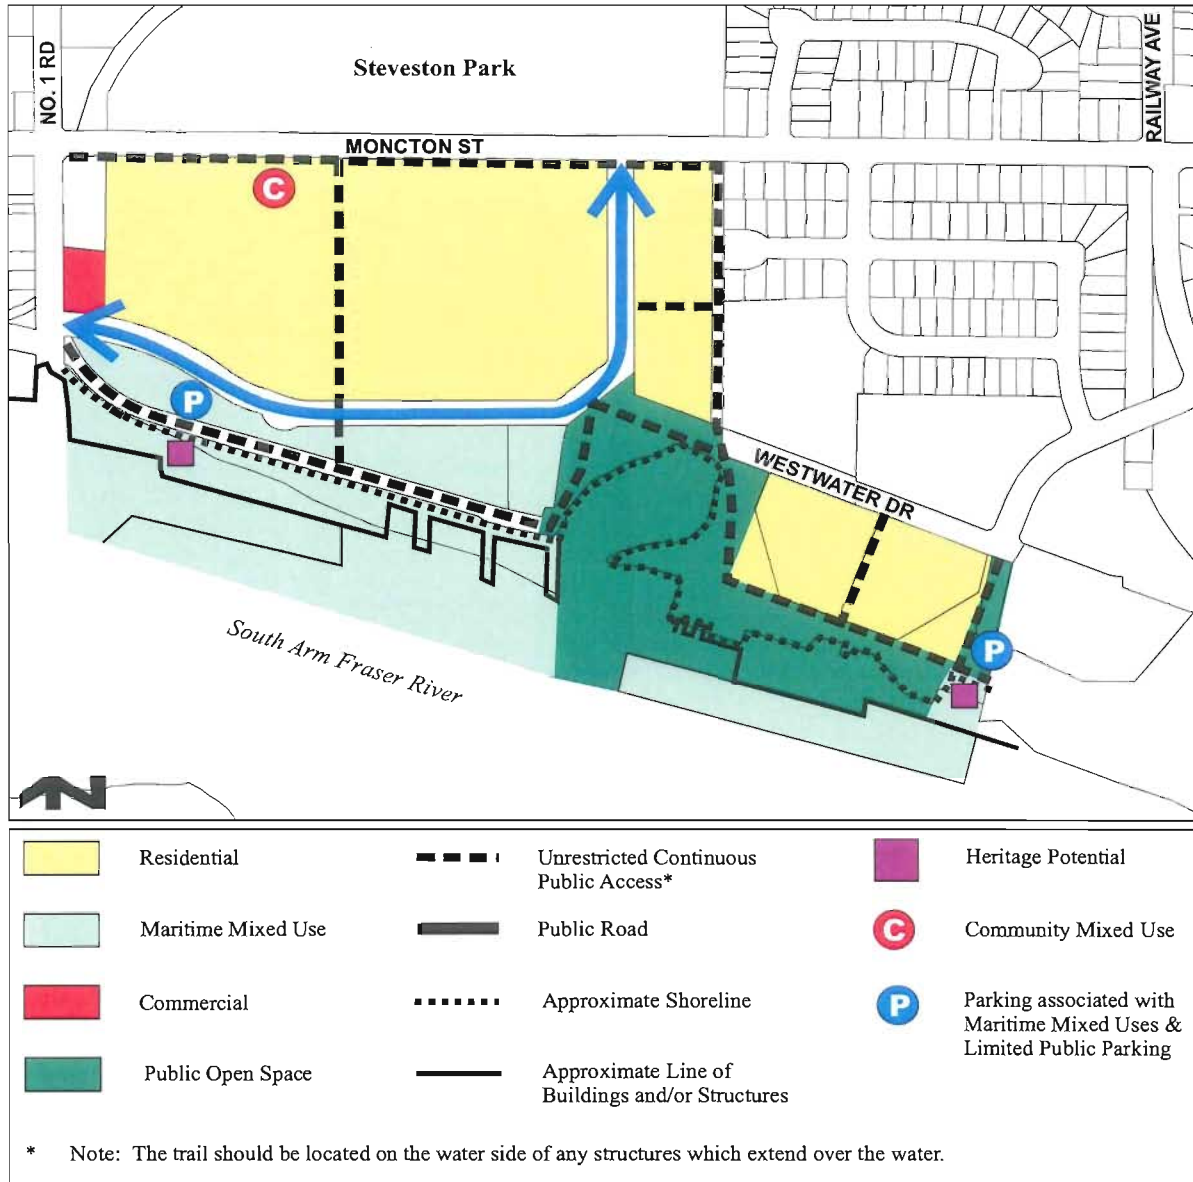 NO. 1 RD
Steveston Park
RAILWAY AVE
MONCTON ST
C
P
WESTWATER DR
P
South Arm Fraser River
N
Residential
Unrestricted Continuous
Public Access*
Heritage Potential
Maritime Mixed Use
Public Road
C
Community Mixed Use
Commercial
Approximate Shoreline
P
Parking associated with
Maritime Mixed Uses &
Limited Public Parking
Public Open Space
Approximate Line of
Buildings and/or Structures
* Note: The trail should be located on the water side of any structures which extend over the water.